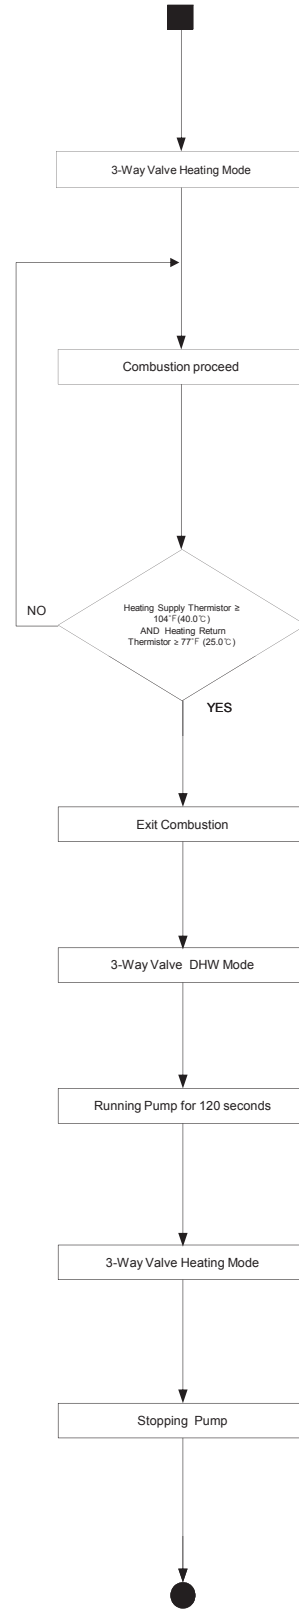 3-Way Valve Heating Mode
Combustion proceed
Heating Supply Thermistor ≥
104˚F(40.0℃)
AND Heating Return
Thermistor ≥ 77˚F (25.0℃)
NO
YES
Exit Combustion
3-Way Valve DHW Mode
Running Pump for 120 seconds
3-Way Valve Heating Mode
Stopping Pump